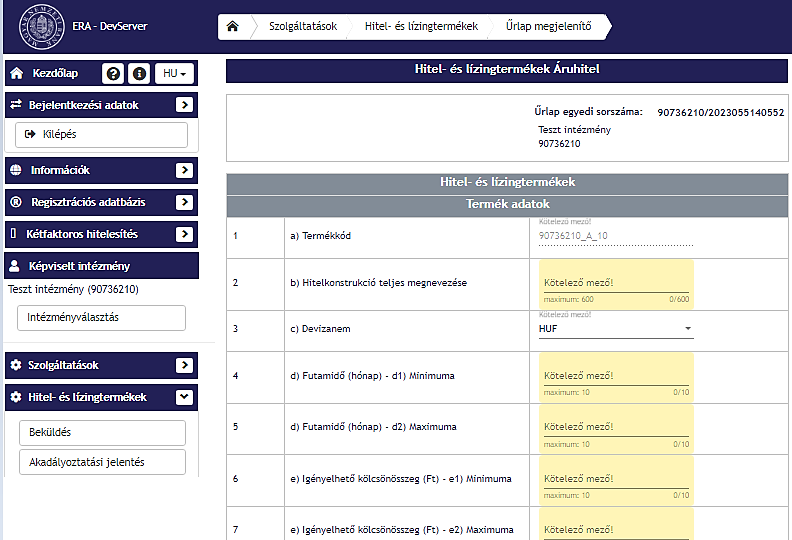 MAGYAR NEMZETI BANK
ERA - DevServer
Szolgáltatások
Hitel- és lízingtermékek
Űrlap megjelenítő
Kezdőlap
HU
Bejelentkezési adatok
Kilépés
Információk
Regisztrációs adatbázis
Kétfaktoros hitelesítés
Képviselt intézmény
Teszt intézmény (90736210)
Intézményválasztás
Szolgáltatások
Hitel- és lízingtermékek
Beküldés
Akadályoztatási jelentés
Hitel- és lízingtermékek Áruhitel
Űrlap egyedi sorszáma: 90736210/2023055140552
Teszt intézmény
90736210
Hitel- és lízingtermékek
Termék adatok
Kötelező mező!
1 a) Termékkód 90736210_A_10
2 b) Hitelkonstrukció teljes megnevezése Kötelező mező!
maximum: 600 0/600
Kötelező mező!
3 c) Devizanem HUF
4 d) Futamidő (hónap) - d1) Minimuma Kötelező mező!
maximum: 10 0/10
5 d) Futamidő (hónap) - d2) Maximuma Kötelező mező!
maximum: 10 0/10
6 e) Igényelhető kölcsönösszeg (Ft) - e1) Minimuma Kötelező mező!
maximum: 10 0/10
7 e) Igényelhető kölcsönösszeg (Ft) - e2) Maximuma Kötelező mező!